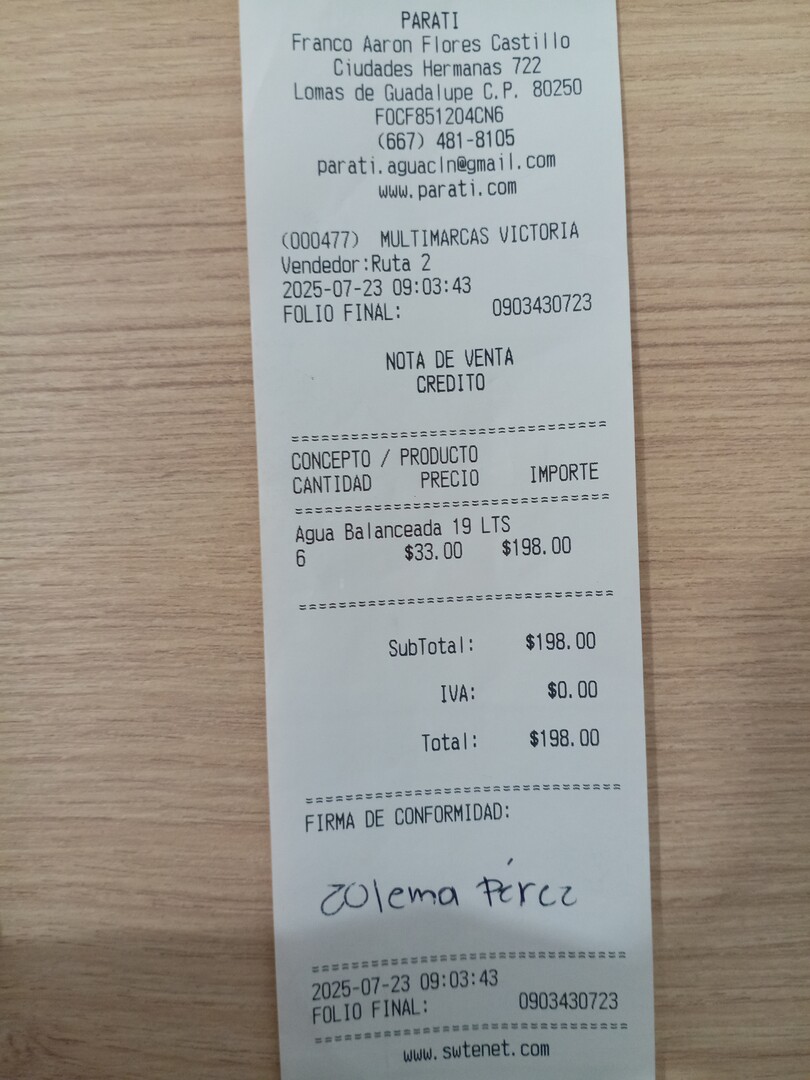 PARATI
Franco Aaron Flores Castillo
Ciudades Hermanas 722
Lomas de Guadalupe C.P. 80250
FOCF851204CN6
(667) 481-8105
parati.aguacln@gmail.com
www.parati.com
(000477) MULTIMARCAS VICTORIA
Vendedor:Ruta 2
2025-07-23 09:03:43
FOLIO FINAL: 0903430723
NOTA DE VENTA
CREDITO
================================
CONCEPTO / PRODUCTO
CANTIDAD PRECIO IMPORTE
================================
Agua Balanceada 19 LTS
6 $33.00 $198.00
================================
SubTotal: $198.00
IVA: $0.00
Total: $198.00
================================
FIRMA DE CONFORMIDAD:
Zulema Pérez
================================
2025-07-23 09:03:43
FOLIO FINAL: 0903430723
================================
www.swtenet.com